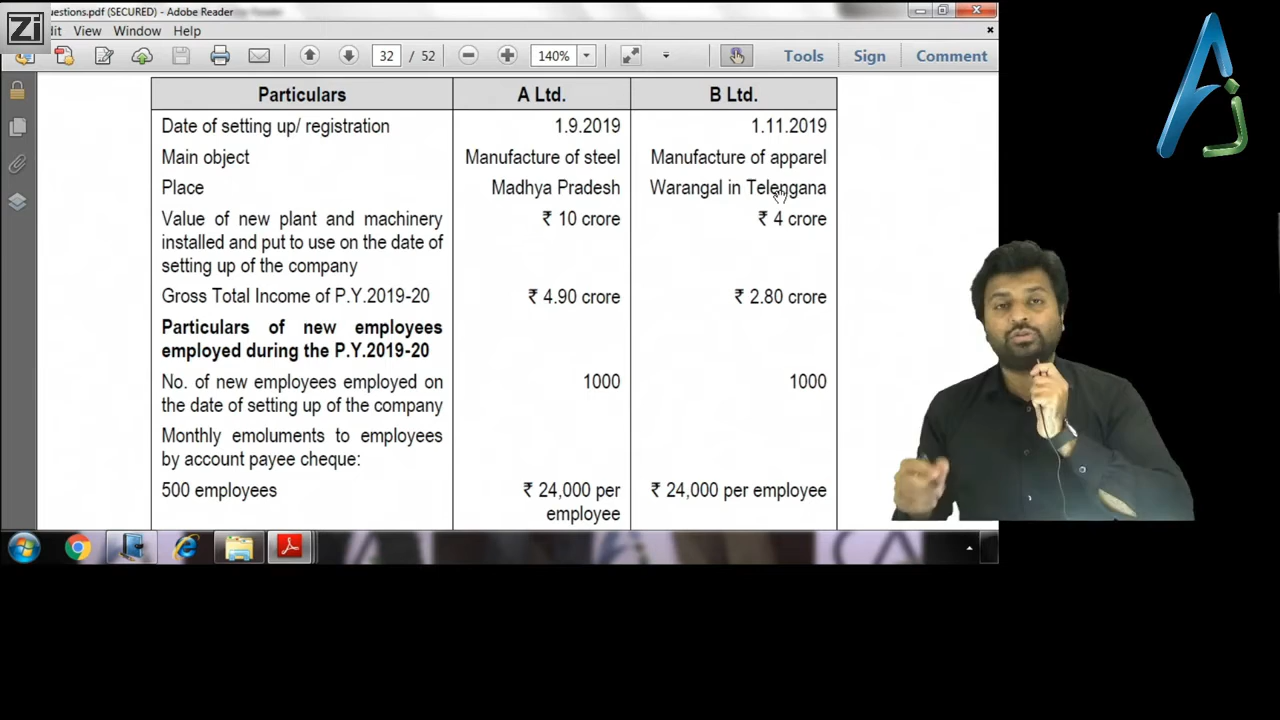 Zi
uestions.pdf (SECURED) - Adobe Reader
dit View Window Help
32 / 52
140%
Tools Sign Comment
Particulars A Ltd. B Ltd.
Date of setting up/ registration 1.9.2019 1.11.2019
Main object Manufacture of steel Manufacture of apparel
Place Madhya Pradesh Warangal in Telengana
Value of new plant and machinery ₹ 10 crore ₹ 4 crore
installed and put to use on the date of
setting up of the company
Gross Total Income of P.Y.2019-20 ₹ 4.90 crore ₹ 2.80 crore
Particulars of new employees
employed during the P.Y.2019-20
No. of new employees employed on 1000 1000
the date of setting up of the company
Monthly emoluments to employees
by account payee cheque:
500 employees ₹ 24,000 per ₹ 24,000 per employee
employee